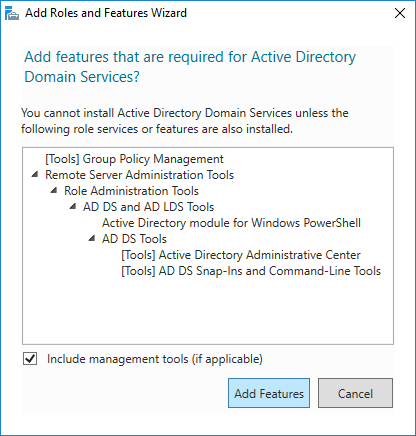 Add Roles and Features Wizard
Add features that are required for Active Directory
Domain Services?
You cannot install Active Directory Domain Services unless the
following role services or features are also installed.
[Tools] Group Policy Management
Remote Server Administration Tools
Role Administration Tools
AD DS and AD LDS Tools
Active Directory module for Windows PowerShell
AD DS Tools
[Tools] Active Directory Administrative Center
[Tools] AD DS Snap-Ins and Command-Line Tools
Include management tools (if applicable)
Add Features
Cancel